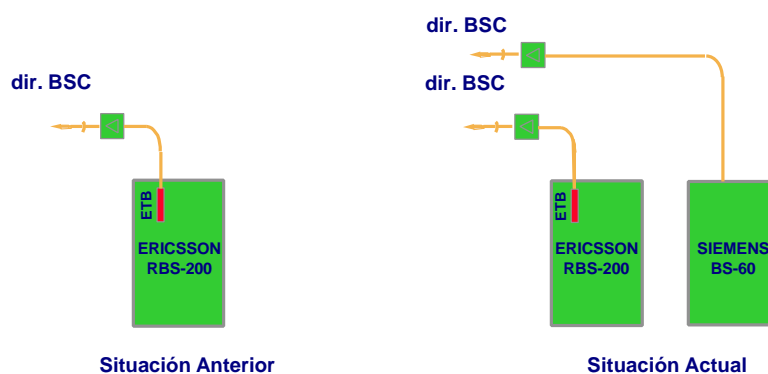 dir. BSC
dir. BSC
dir. BSC
ETB
ERICSSON
RBS-200
ETB
ERICSSON
RBS-200
SIEMENS
BS-60
Situación Anterior
Situación Actual